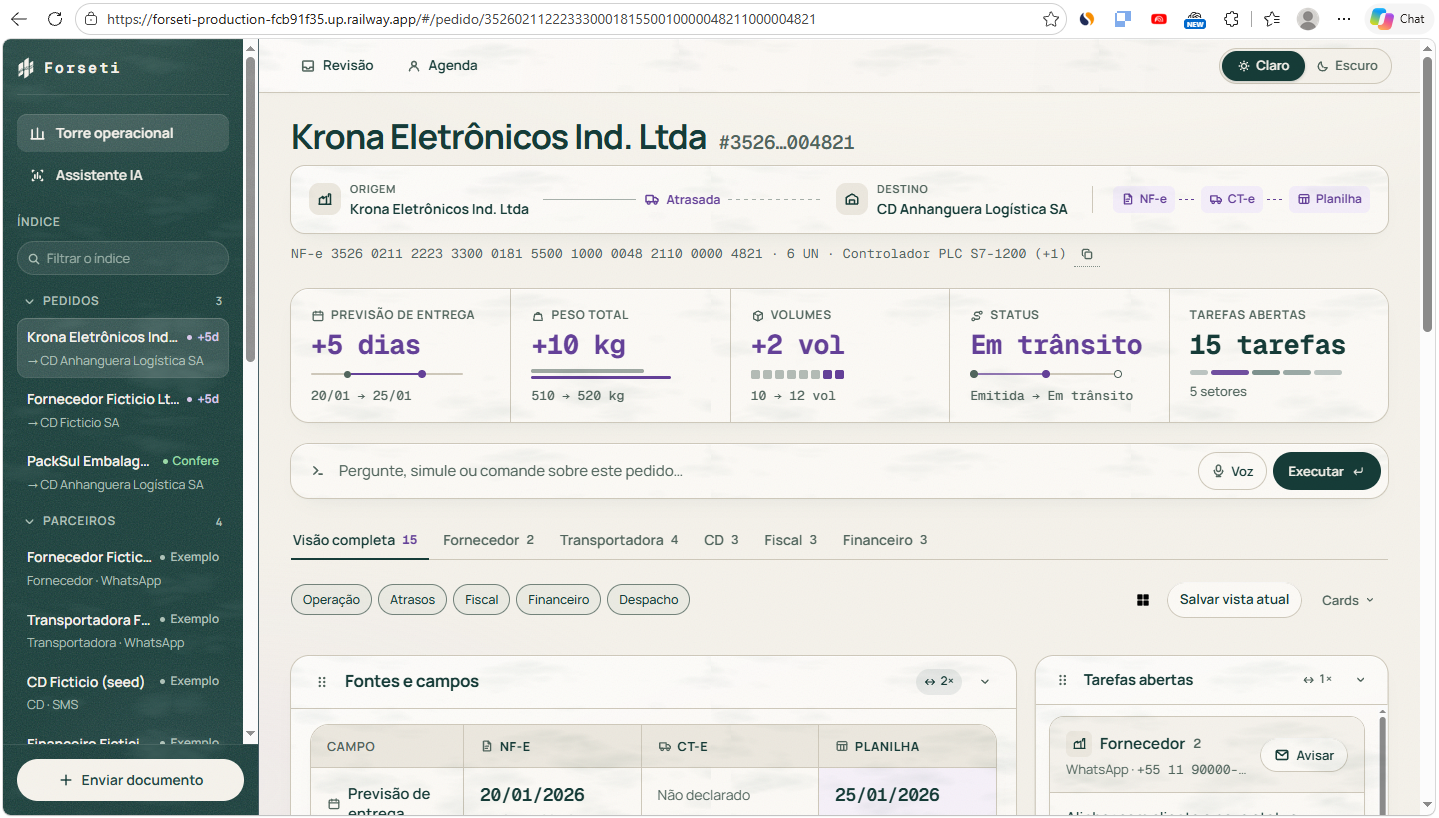 https://forseti-production-fcb91f35.up.railway.app/#/pedido/35260211222333000181550010000048211000004821
NEW
Chat
Forseti
Torre operacional
Assistente IA
ÍNDICE
Filtrar o índice
PEDIDOS 3
Krona Eletrônicos Ind... • +5d
→ CD Anhanguera Logística SA
Fornecedor Ficticio Lt... • +5d
→ CD Ficticio SA
PackSul Embalag... • Confere
→ CD Anhanguera Logística SA
PARCEIROS 4
Fornecedor Fictic... • Exemplo
Fornecedor · WhatsApp
Transportadora F... • Exemplo
Transportadora · WhatsApp
CD Ficticio (seed) • Exemplo
CD · SMS
Financeiro Fictici... • Exemplo
+ Enviar documento
Revisão
Agenda
Claro
Escuro
Krona Eletrônicos Ind. Ltda #3526…004821
ORIGEM
Krona Eletrônicos Ind. Ltda
Atrasada
DESTINO
CD Anhanguera Logística SA
NF-e
CT-e
Planilha
NF-e 3526 0211 2223 3300 0181 5500 1000 0048 2110 0000 4821 · 6 UN · Controlador PLC S7-1200 (+1)
PREVISÃO DE ENTREGA
+5 dias
20/01 → 25/01
PESO TOTAL
+10 kg
510 → 520 kg
VOLUMES
+2 vol
10 → 12 vol
STATUS
Em trânsito
Emitida → Em trânsito
TAREFAS ABERTAS
15 tarefas
5 setores
Pergunte, simule ou comande sobre este pedido...
Voz
Executar ↵
Visão completa 15
Fornecedor 2
Transportadora 4
CD 3
Fiscal 3
Financeiro 3
Operação
Atrasos
Fiscal
Financeiro
Despacho
Salvar vista atual
Cards
Fontes e campos
↔ 2×
CAMPO
NF-E
CT-E
PLANILHA
Previsão de entrega
20/01/2026
Não declarado
25/01/2026
Tarefas abertas
↔ 1×
Fornecedor 2
WhatsApp · +55 11 90000-...
Avisar